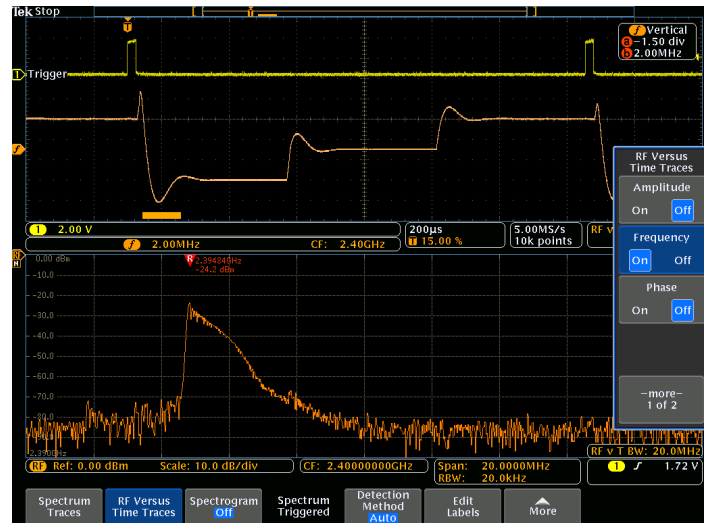 Tek Stop
T
f Vertical
a −1.50 div
b 2.00MHz
1 Trigger
f
RF Versus
Time Traces
Amplitude
On Off
Frequency
On Off
Phase
On Off
−more−
1 of 2
1 2.00 V
200µs
T 15.00 %
5.00MS/s
10k points
RF v
f 2.00MHz CF: 2.40GHz
RF
N
0.00 dBm
R 2.39484GHz
−24.2 dBm
-10.0
-20.0
-30.0
-40.0
-50.0
-60.0
-70.0
2.390GHz
RF v T BW: 20.0MHz
RF Ref: 0.00 dBm Scale: 10.0 dB/div
CF: 2.40000000GHz
Span: 20.0000MHz
RBW: 20.0kHz
1 1.72 V
Spectrum
Traces
RF Versus
Time Traces
Spectrogram
Off
Spectrum
Triggered
Detection
Method
Auto
Edit
Labels
More